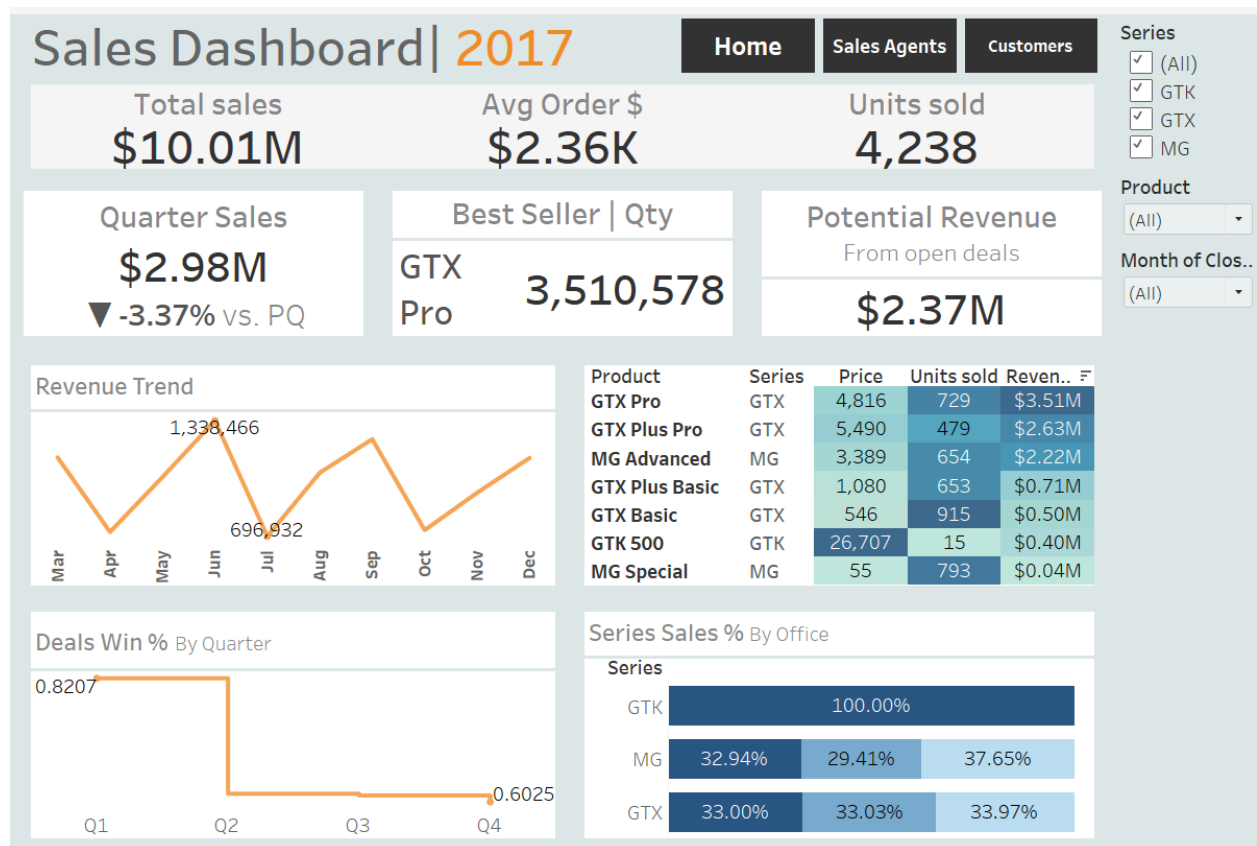 Sales Dashboard| 2017
Home
Sales Agents
Customers
Series
(All)
GTK
GTX
MG
Product
(All)
Month of Clos..
(All)
Total sales
$10.01M
Avg Order $
$2.36K
Units sold
4,238
Quarter Sales
$2.98M
▼ -3.37% vs. PQ
Best Seller | Qty
GTX
Pro
3,510,578
Potential Revenue
From open deals
$2.37M
Revenue Trend
1,338,466
696,932
Mar Apr May Jun Jul Aug Sep Oct Nov Dec
Product Series Price Units sold Reven..
GTX Pro GTX 4,816 729 $3.51M
GTX Plus Pro GTX 5,490 479 $2.63M
MG Advanced MG 3,389 654 $2.22M
GTX Plus Basic GTX 1,080 653 $0.71M
GTX Basic GTX 546 915 $0.50M
GTK 500 GTK 26,707 15 $0.40M
MG Special MG 55 793 $0.04M
Deals Win % By Quarter
0.8207
0.6025
Q1 Q2 Q3 Q4
Series Sales % By Office
Series
GTK 100.00%
MG 32.94% 29.41% 37.65%
GTX 33.00% 33.03% 33.97%